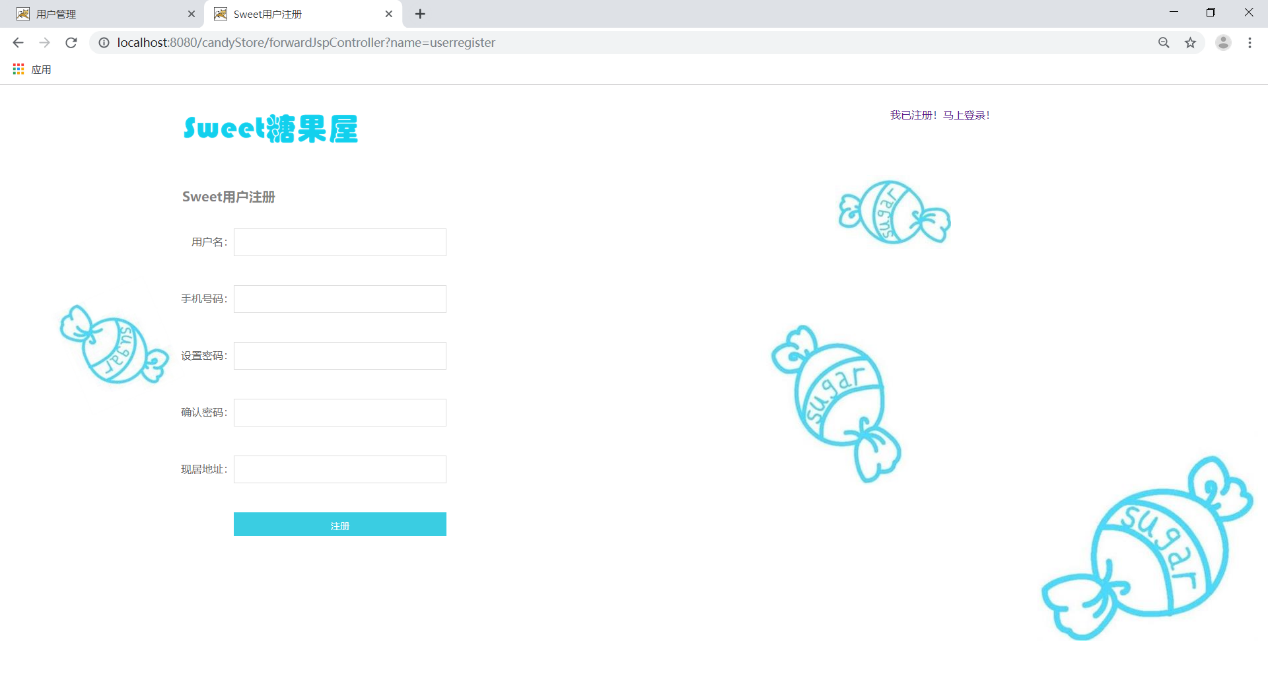 用户管理
Sweet用户注册
localhost:8080/candyStore/forwardJspController?name=userregister
应用
Sweet糖果屋
我已注册！马上登录！
Sweet用户注册
用户名：
手机号码：
设置密码：
确认密码：
现居地址：
注册
sugar
sugar
sugar
sugar